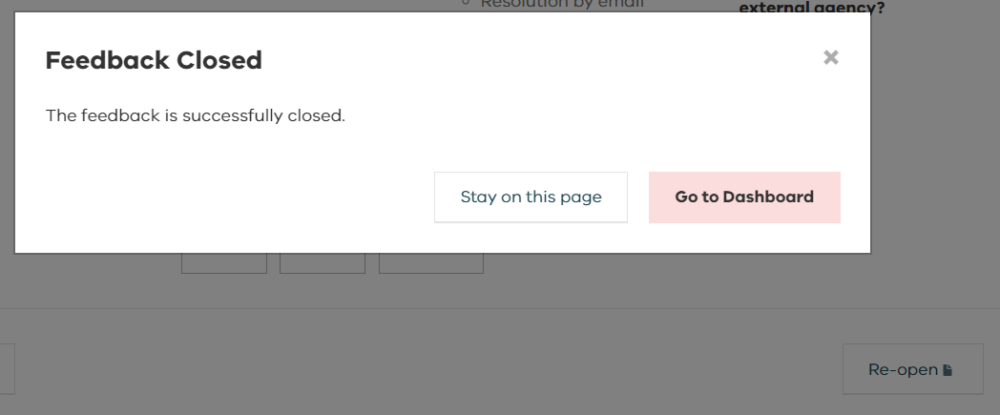 Resolution by email
external agency?
Feedback Closed
The feedback is successfully closed.
Stay on this page
Go to Dashboard
Re-open